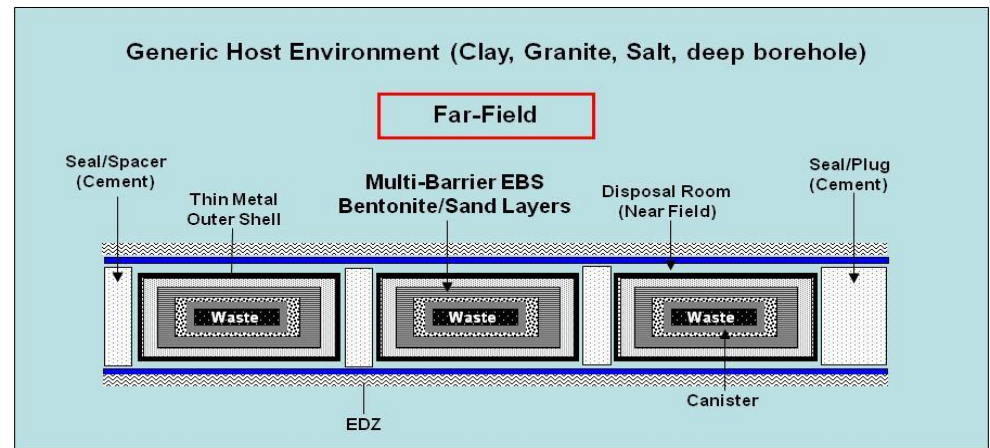 Generic Host Environment (Clay, Granite, Salt, deep borehole)
Far-Field
Seal/Spacer
(Cement)
Thin Metal
Outer Shell
Multi-Barrier EBS
Bentonite/Sand Layers
Disposal Room
(Near Field)
Seal/Plug
(Cement)
Waste
Waste
Waste
Canister
EDZ